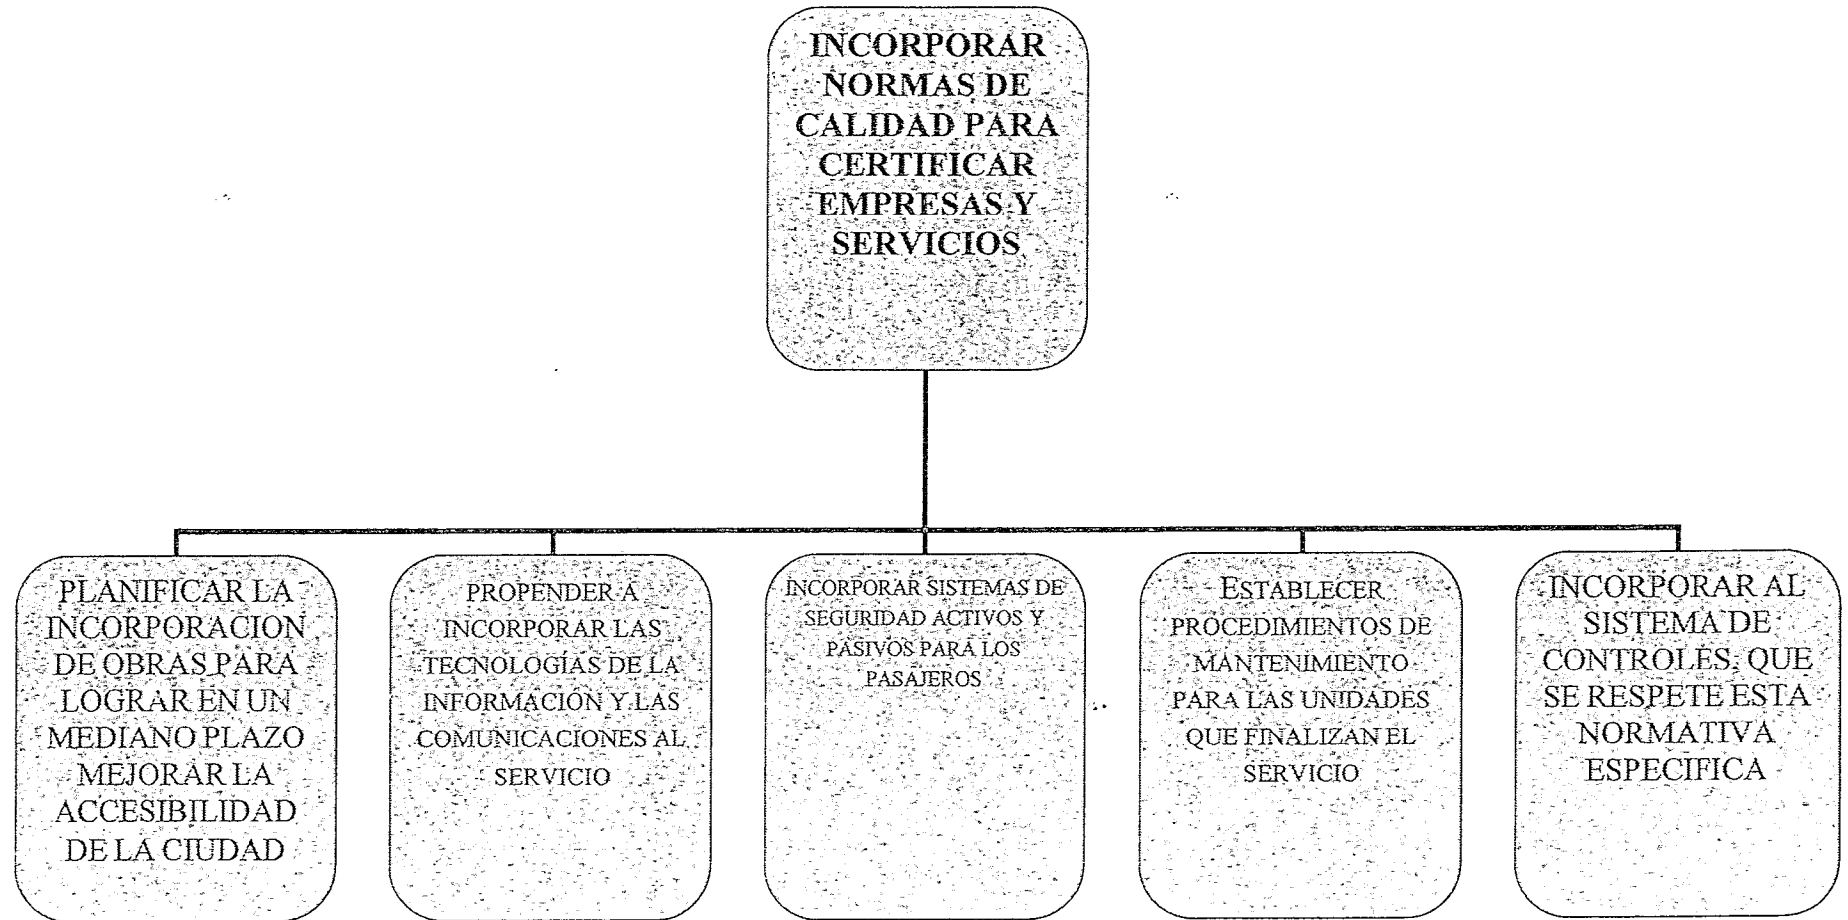 INCORPORAR
NORMAS DE
CALIDAD PARA
CERTIFICAR
EMPRESAS Y
SERVICIOS
PLANIFICAR LA
INCORPORACION
DE OBRAS PARA
LOGRAR EN UN
MEDIANO PLAZO
MEJORAR LA
ACCESIBILIDAD
DE LA CIUDAD
PROPENDER A
INCORPORAR LAS
TECNOLOGÍAS DE LA
INFORMACIÓN Y LAS
COMUNICACIONES AL
SERVICIO
INCORPORAR SISTEMAS DE
SEGURIDAD ACTIVOS Y
PASIVOS PARA LOS
PASAJEROS
ESTABLECER
PROCEDIMIENTOS DE
MANTENIMIENTO
PARA LAS UNIDADES
QUE FINALIZAN EL
SERVICIO
INCORPORAR AL
SISTEMA DE
CONTROLES, QUE
SE RESPETE ESTA
NORMATIVA
ESPECIFICA